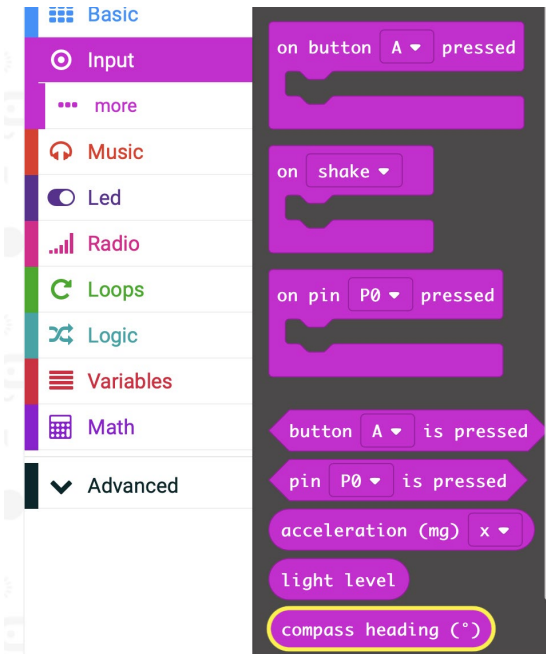 Basic
Input
more
Music
Led
Radio
Loops
Logic
Variables
Math
Advanced
on button A pressed
on shake
on pin P0 pressed
button A is pressed
pin P0 is pressed
acceleration (mg) x
light level
compass heading (°)